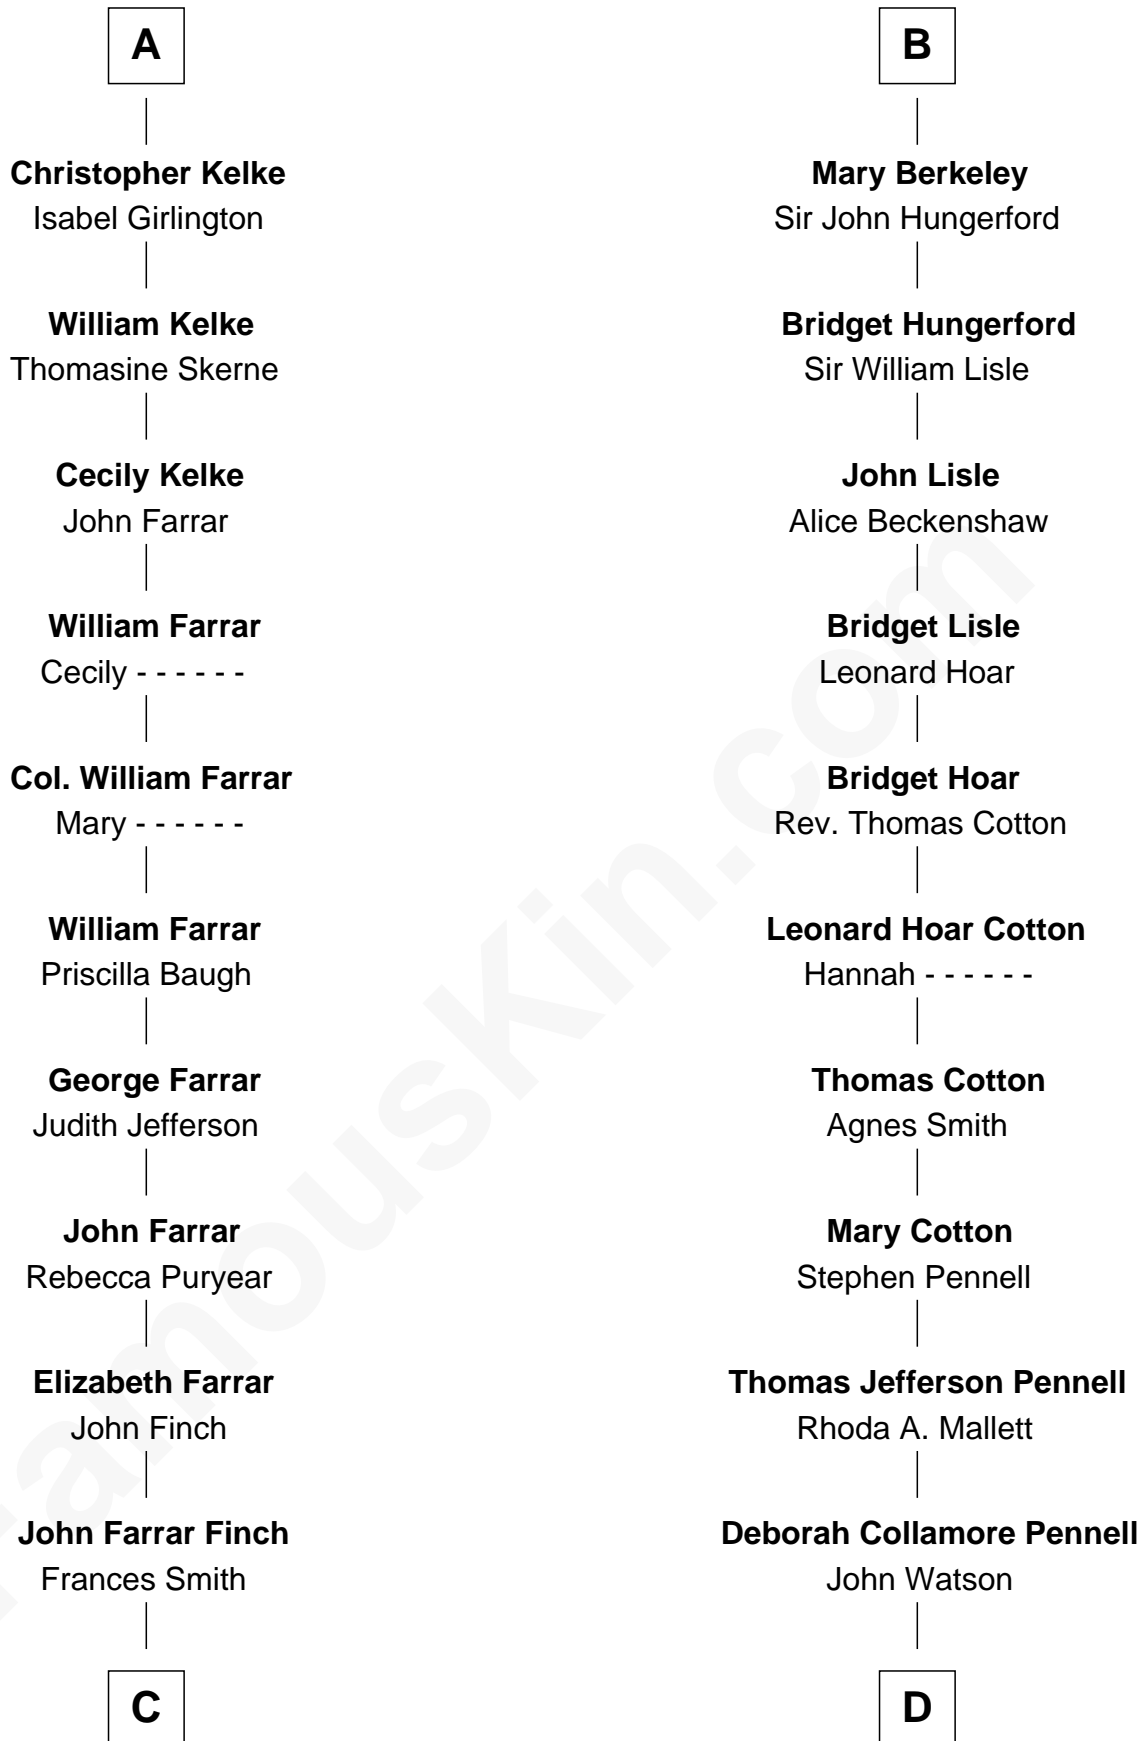 A
Christopher Kelke
Isabel Girlington
William Kelke
Thomasine Skerne
Cecily Kelke
John Farrar
William Farrar
Cecily - - - - - -
Col. William Farrar
Mary - - - - - -
William Farrar
Priscilla Baugh
George Farrar
Judith Jefferson
John Farrar
Rebecca Puryear
Elizabeth Farrar
John Finch
John Farrar Finch
Frances Smith
C
B
Mary Berkeley
Sir John Hungerford
Bridget Hungerford
Sir William Lisle
John Lisle
Alice Beckenshaw
Bridget Lisle
Leonard Hoar
Bridget Hoar
Rev. Thomas Cotton
Leonard Hoar Cotton
Hannah - - - - - -
Thomas Cotton
Agnes Smith
Mary Cotton
Stephen Pennell
Thomas Jefferson Pennell
Rhoda A. Mallett
Deborah Collamore Pennell
John Watson
D
FamousKin.com